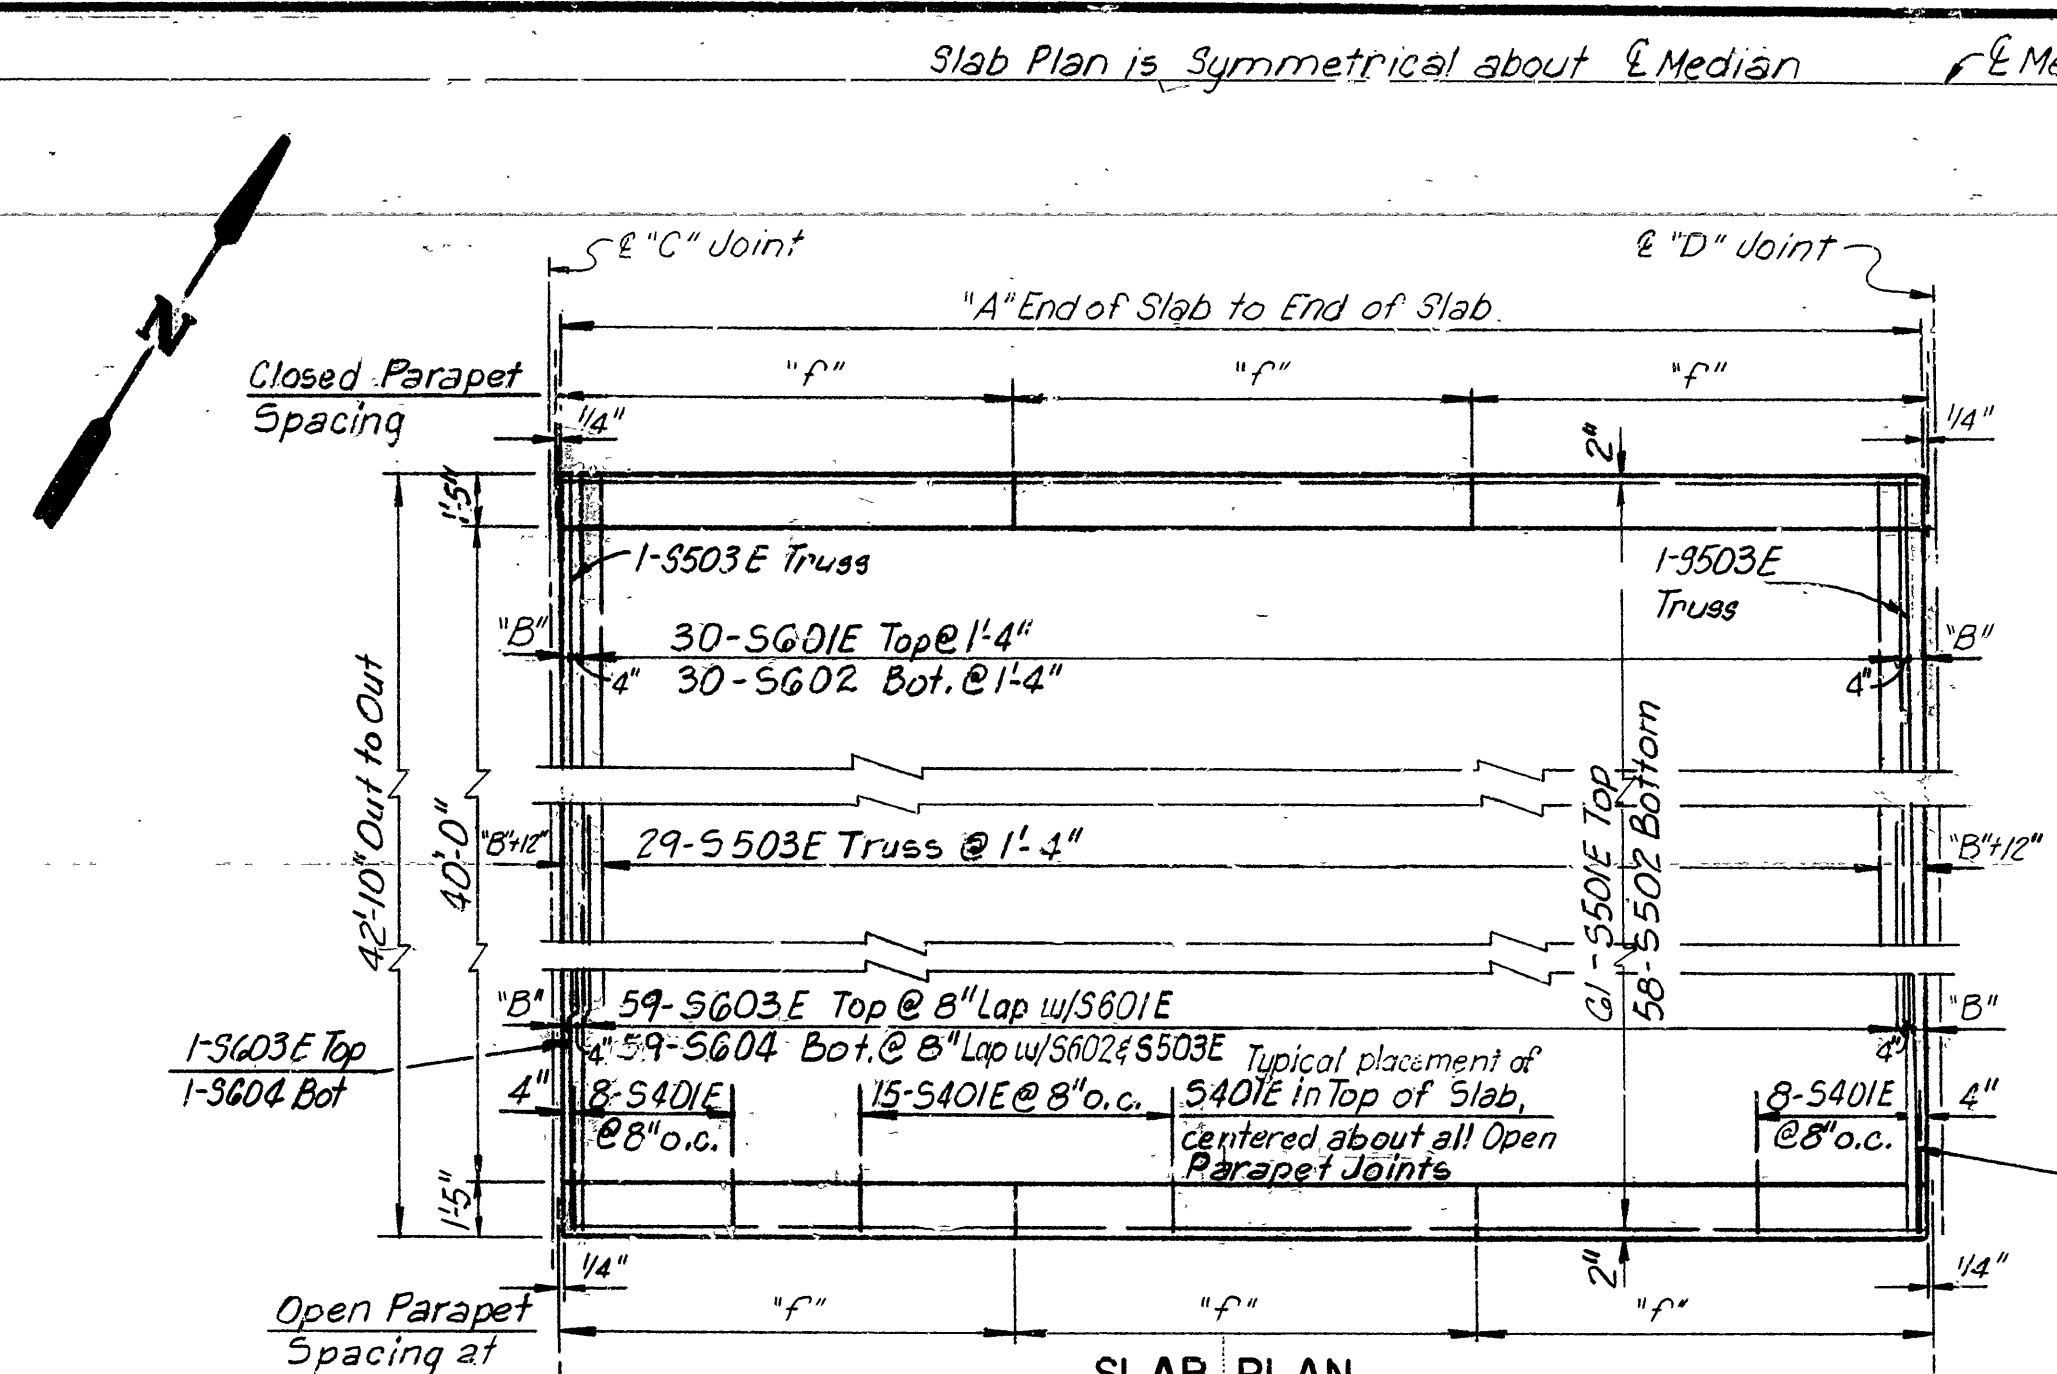 Slab Plan is Symmetrical about ℄ Median
℄ Me
N
℄ "C" Joint
℄ "D" Joint
"A" End of Slab to End of Slab
Closed Parapet
Spacing
"f"
"f"
"f"
1/4"
1/4"
2"
1'-5"
1-S503E Truss
1-S503E
Truss
"B"
30-S601E Top @ 1'-4"
"B"
4"
30-S602 Bot. @ 1'-4"
4"
42'-10" Out to Out
40'-0"
61-S501E Top
58-S502 Bottom
"B"+12"
29-S503E Truss @ 1'-4"
"B"+12"
"B"
59-S603E Top @ 8" Lap w/S601E
"B"
1-S603E Top
1-S604 Bot
4"
59-S604 Bot. @ 8" Lap w/S602 & S503E
4"
Typical placement of
S401E in Top of Slab,
centered about all Open
Parapet Joints
4"
8-S401E
@ 8" o.c.
15-S401E @ 8" o.c.
8-S401E
@ 8" o.c.
4"
1'-5"
1/4"
2"
1/4"
Open Parapet
Spacing at
"f"
"f"
"f"
SLAB PLAN